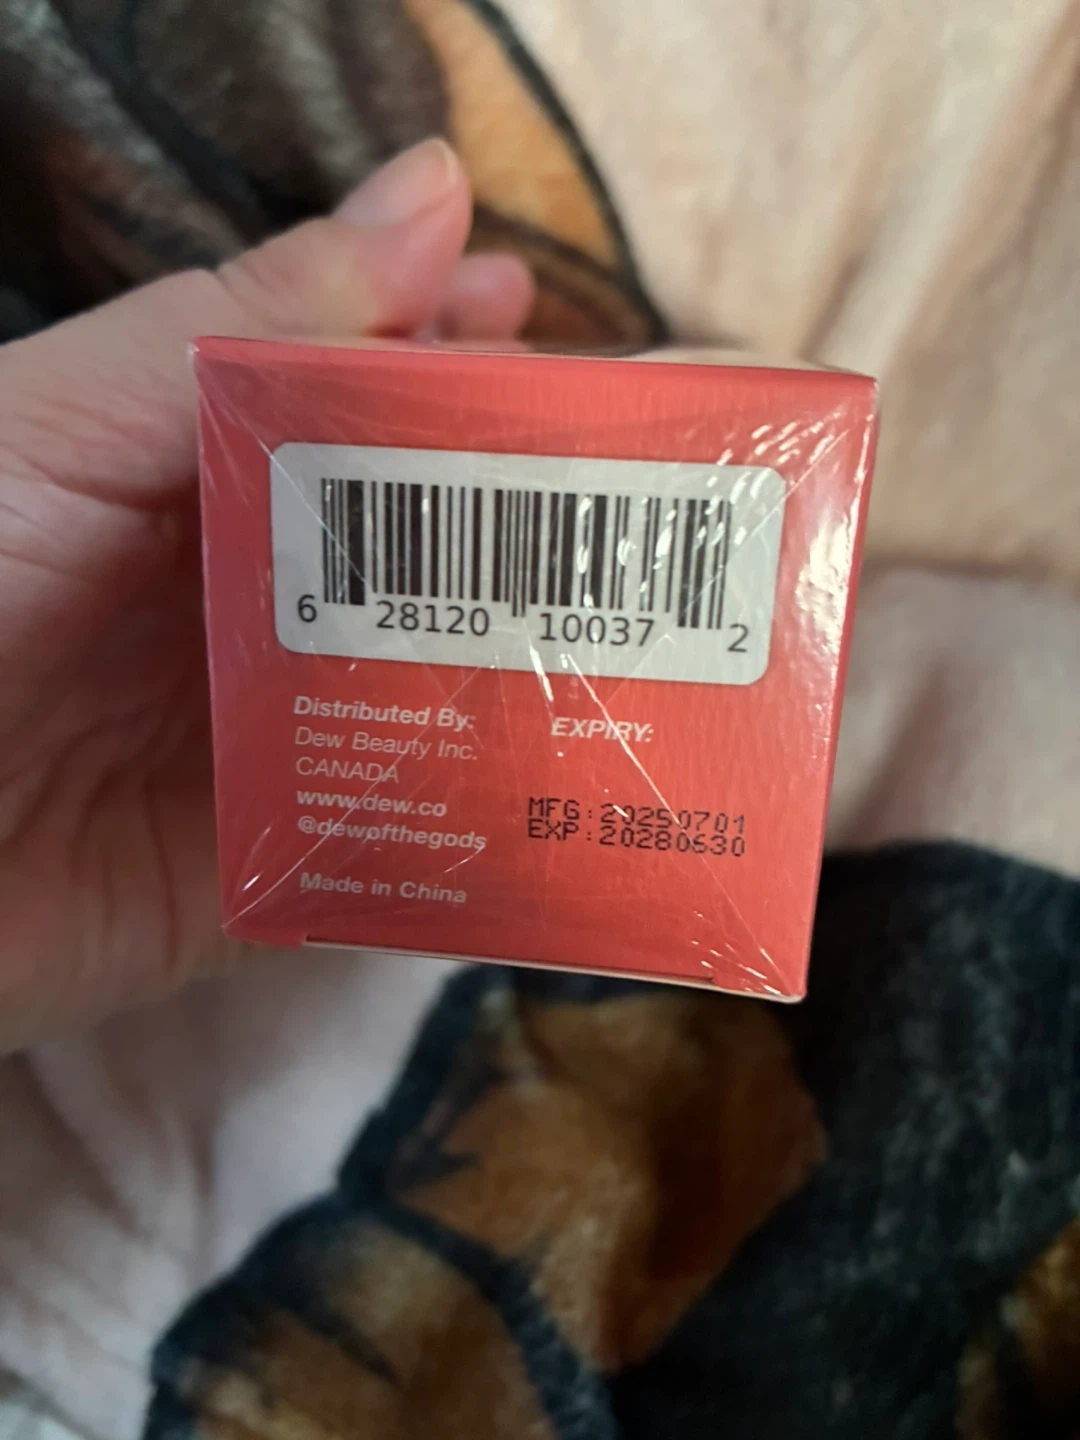 6 28120 10037 2
Distributed By:
Dew Beauty Inc.
CANADA
www.dew.co
@dewofthegods
Made in China
EXPIRY:
MFG:20250701
EXP:20280630